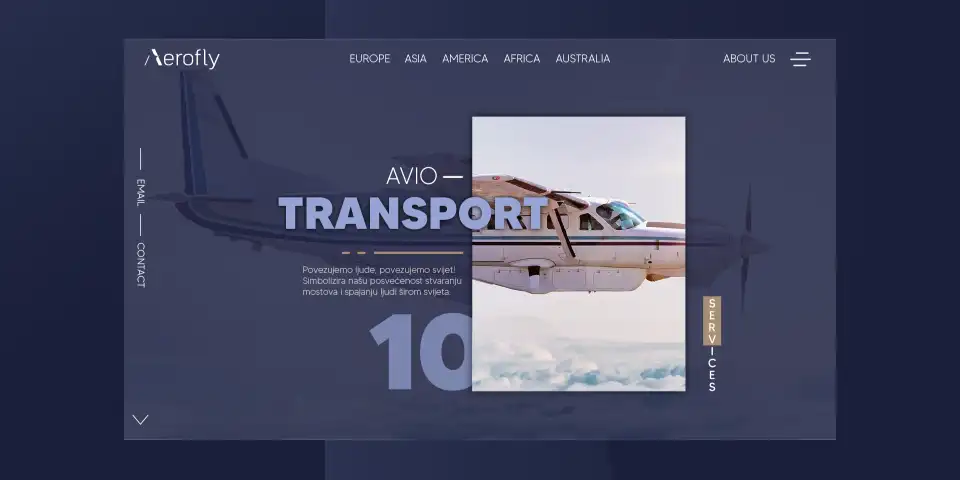 Aerofly
EUROPE ASIA AMERICA AFRICA AUSTRALIA
ABOUT US
EMAIL
CONTACT
AVIO
TRANSPORT
Povezujemo ljude, povezujemo svijet!
Simbolizira našu posvećenost stvaranju
mostova i spajanju ljudi širom svijeta.
10
SERVICES